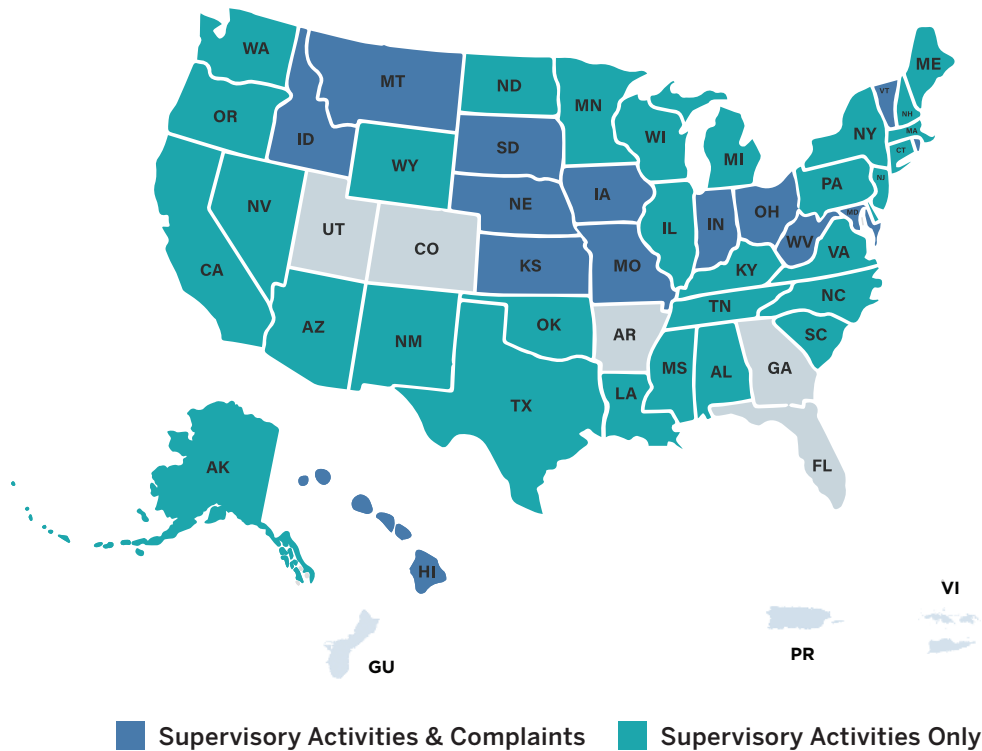 WA
MT
ND
MN
ME
VT
NH
OR
ID
SD
WI
MI
NY
MA
CT
WY
NE
IA
PA
NJ
NV
UT
CO
KS
MO
IL
IN
OH
WV
MD
VA
KY
CA
AZ
NM
OK
AR
TN
NC
SC
MS
AL
GA
LA
TX
FL
AK
HI
GU
PR
VI
Supervisory Activities & Complaints
Supervisory Activities Only